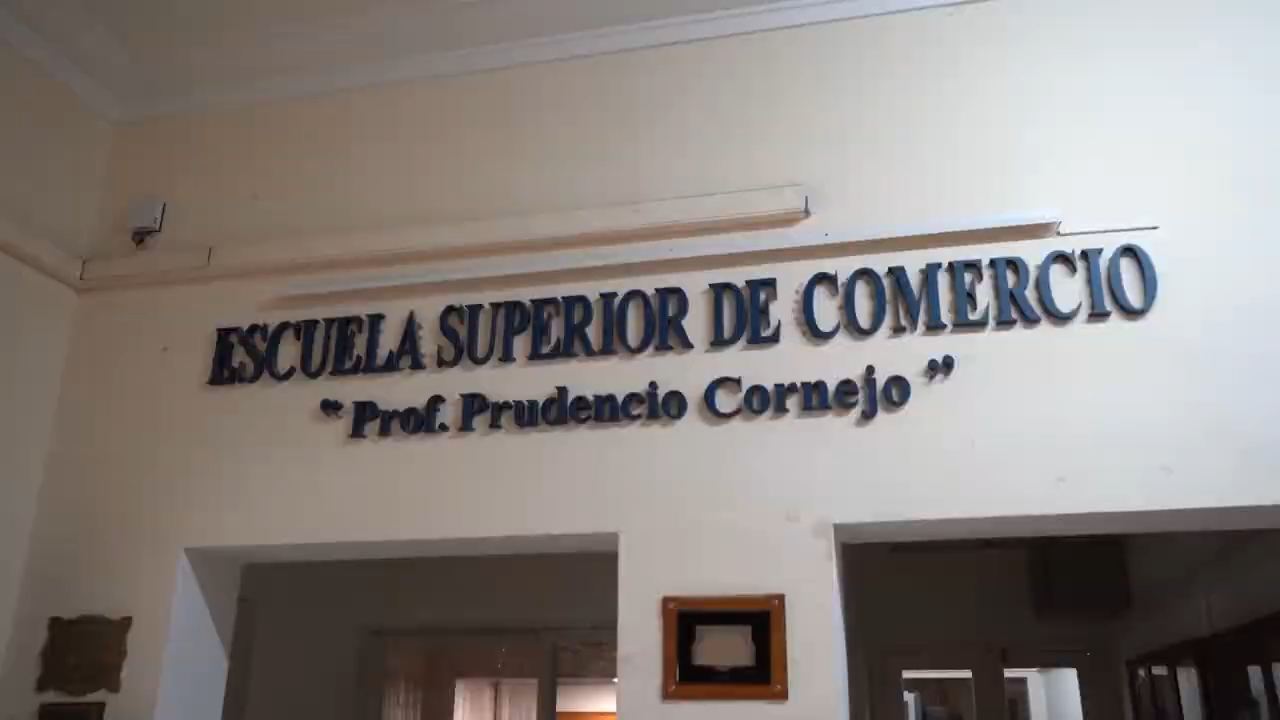 ESCUELA SUPERIOR DE COMERCIO
“ Prof. Prudencio Cornejo ”